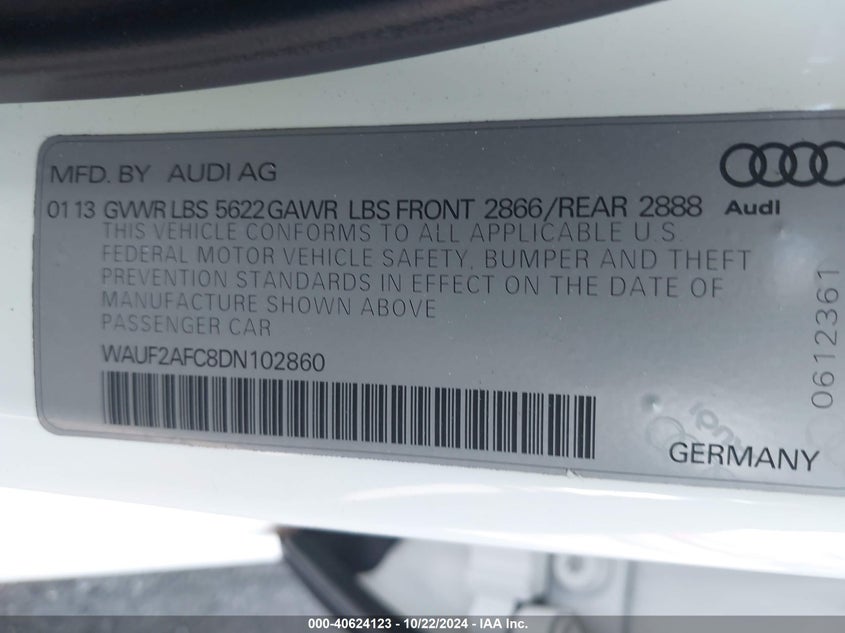 MFD. BY AUDI AG
01 13 GVWR LBS 5622 GAWR LBS FRONT 2866/REAR 2888
Audi
THIS VEHICLE CONFORMS TO ALL APPLICABLE U.S.
FEDERAL MOTOR VEHICLE SAFETY, BUMPER AND THEFT
PREVENTION STANDARDS IN EFFECT ON THE DATE OF
MANUFACTURE SHOWN ABOVE
PASSENGER CAR
WAUF2AFC8DN102860
0612361
GERMANY
000-40624123 - 10/22/2024 - IAA Inc.